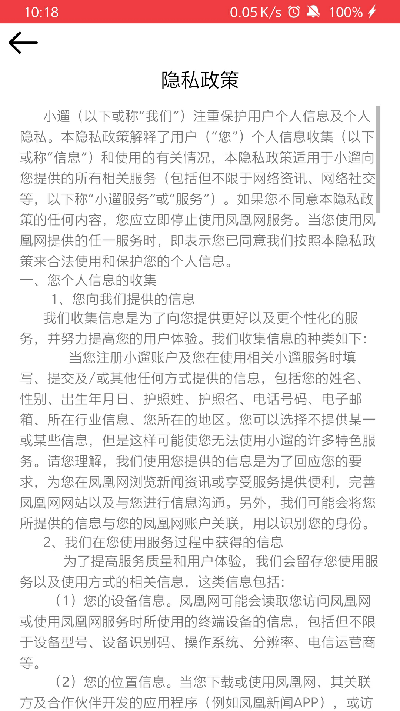 10:18
0.05 K/s
100%
隐私政策
小遛（以下或称“我们”）注重保护用户个人信息及个人
隐私。本隐私政策解释了用户（“您”）个人信息收集（以下
或称“信息”）和使用的有关情况，本隐私政策适用于小遛向
您提供的所有相关服务（包括但不限于网络资讯、网络社交
等，以下称“小遛服务”或“服务”）。如果您不同意本隐私政
策的任何内容，您应立即停止使用凤凰网服务。当您使用凤
凰网提供的任一服务时，即表示您已同意我们按照本隐私政
策来合法使用和保护您的个人信息。
一、您个人信息的收集
1、您向我们提供的信息
我们收集信息是为了向您提供更好以及更个性化的服
务，并努力提高您的用户体验。我们收集信息的种类如下：
当您注册小遛账户及您在使用相关小遛服务时填
写、提交及/或其他任何方式提供的信息，包括您的姓名、
性别、出生年月日、护照姓、护照名、电话号码、电子邮
箱、所在行业信息、您所在的地区。您可以选择不提供某一
或某些信息，但是这样可能使您无法使用小遛的许多特色服
务。请您理解，我们使用您提供的信息是为了回应您的要
求，为您在凤凰网浏览新闻资讯或享受服务提供便利，完善
凤凰网网站以及与您进行信息沟通。另外，我们可能会将您
所提供的信息与您的凤凰网账户关联，用以识别您的身份。
2、我们在您使用服务过程中获得的信息
为了提高服务质量和用户体验，我们会留存您使用服
务以及使用方式的相关信息，这类信息包括：
（1）您的设备信息。凤凰网可能会读取您访问凤凰网
或使用凤凰网服务时所使用的终端设备的信息，包括但不限
于设备型号、设备识别码、操作系统、分辨率、电信运营商
等。
（2）您的位置信息。当您下载或使用凤凰网、其关联
方及合作伙伴开发的应用程序（例如凤凰新闻APP），或访